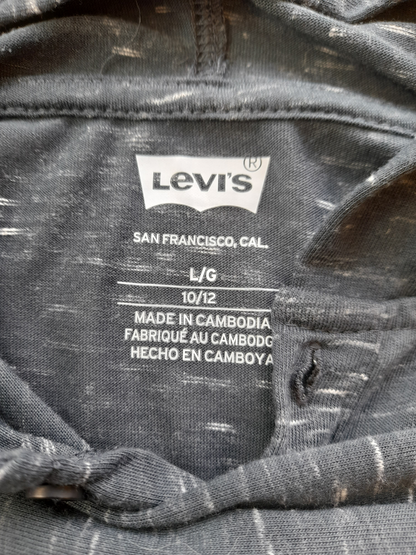 LEVI'S ®
SAN FRANCISCO, CAL.
L/G
10/12
MADE IN CAMBODIA
FABRIQUÉ AU CAMBODG
HECHO EN CAMBOYA